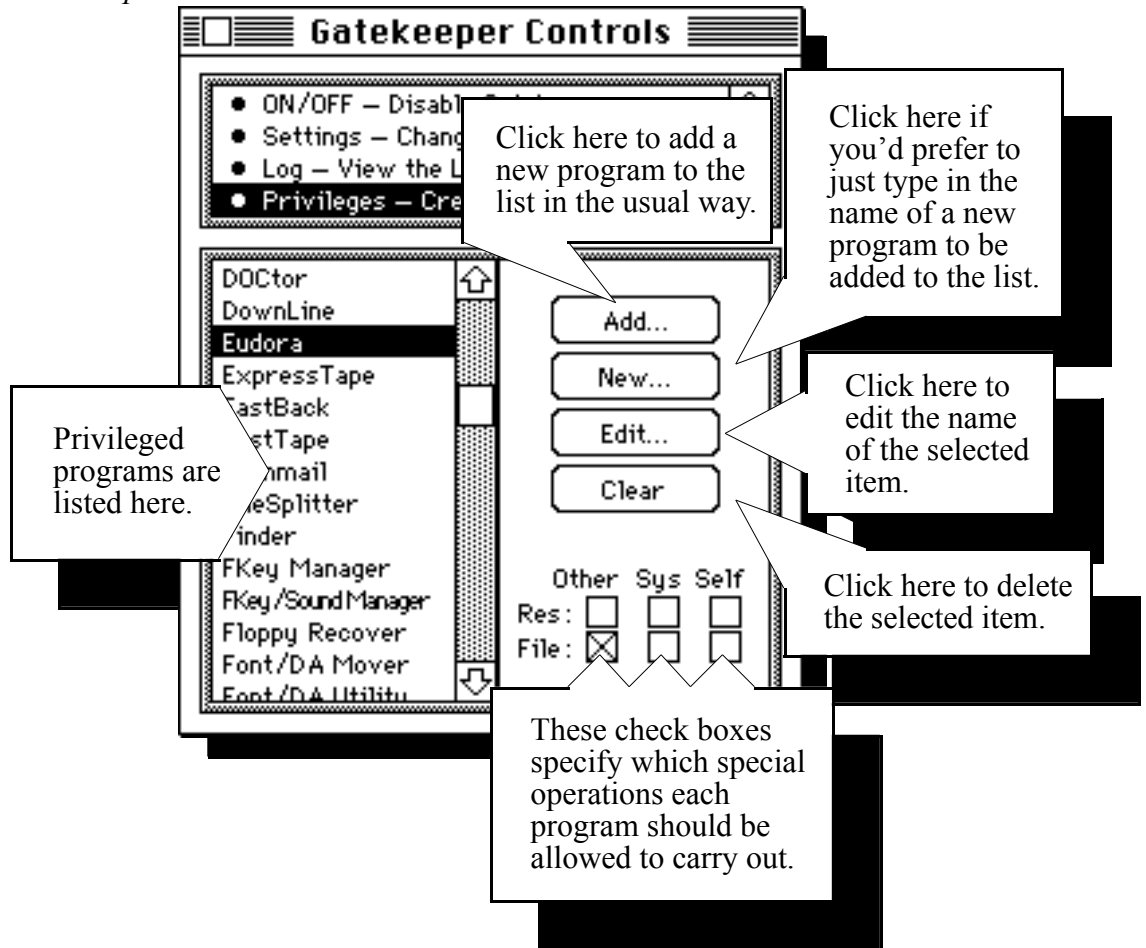 Gatekeeper Controls
● ON/OFF — Disabl
● Settings — Chang
● Log — View the L
● Privileges — Cre
Click here to add a
new program to the
list in the usual way.
Click here if
you’d prefer to
just type in the
name of a new
program to be
added to the list.
DOCtor
DownLine
Eudora
ExpressTape
astBack
stTape
nmail
eSplitter
inder
FKey Manager
FKey/Sound Manager
Floppy Recover
Font/DA Mover
Font/DA Utility
Privileged
programs are
listed here.
Add...
New...
Edit...
Clear
Click here to
edit the name
of the selected
item.
Click here to delete
the selected item.
Other Sys Self
Res:
File:
These check boxes
specify which special
operations each
program should be
allowed to carry out.